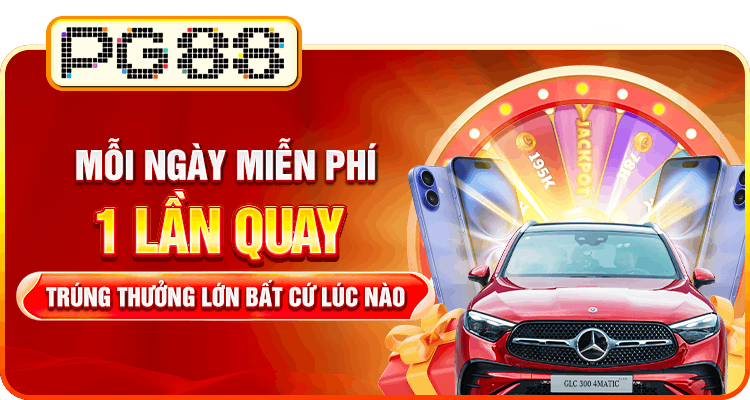 PG88
MỖI NGÀY MIỄN PHÍ
1 LẦN QUAY
TRÚNG THƯỞNG LỚN BẤT CỨ LÚC NÀO
195K
JACKPOT
78K
GLC 300 4MATIC